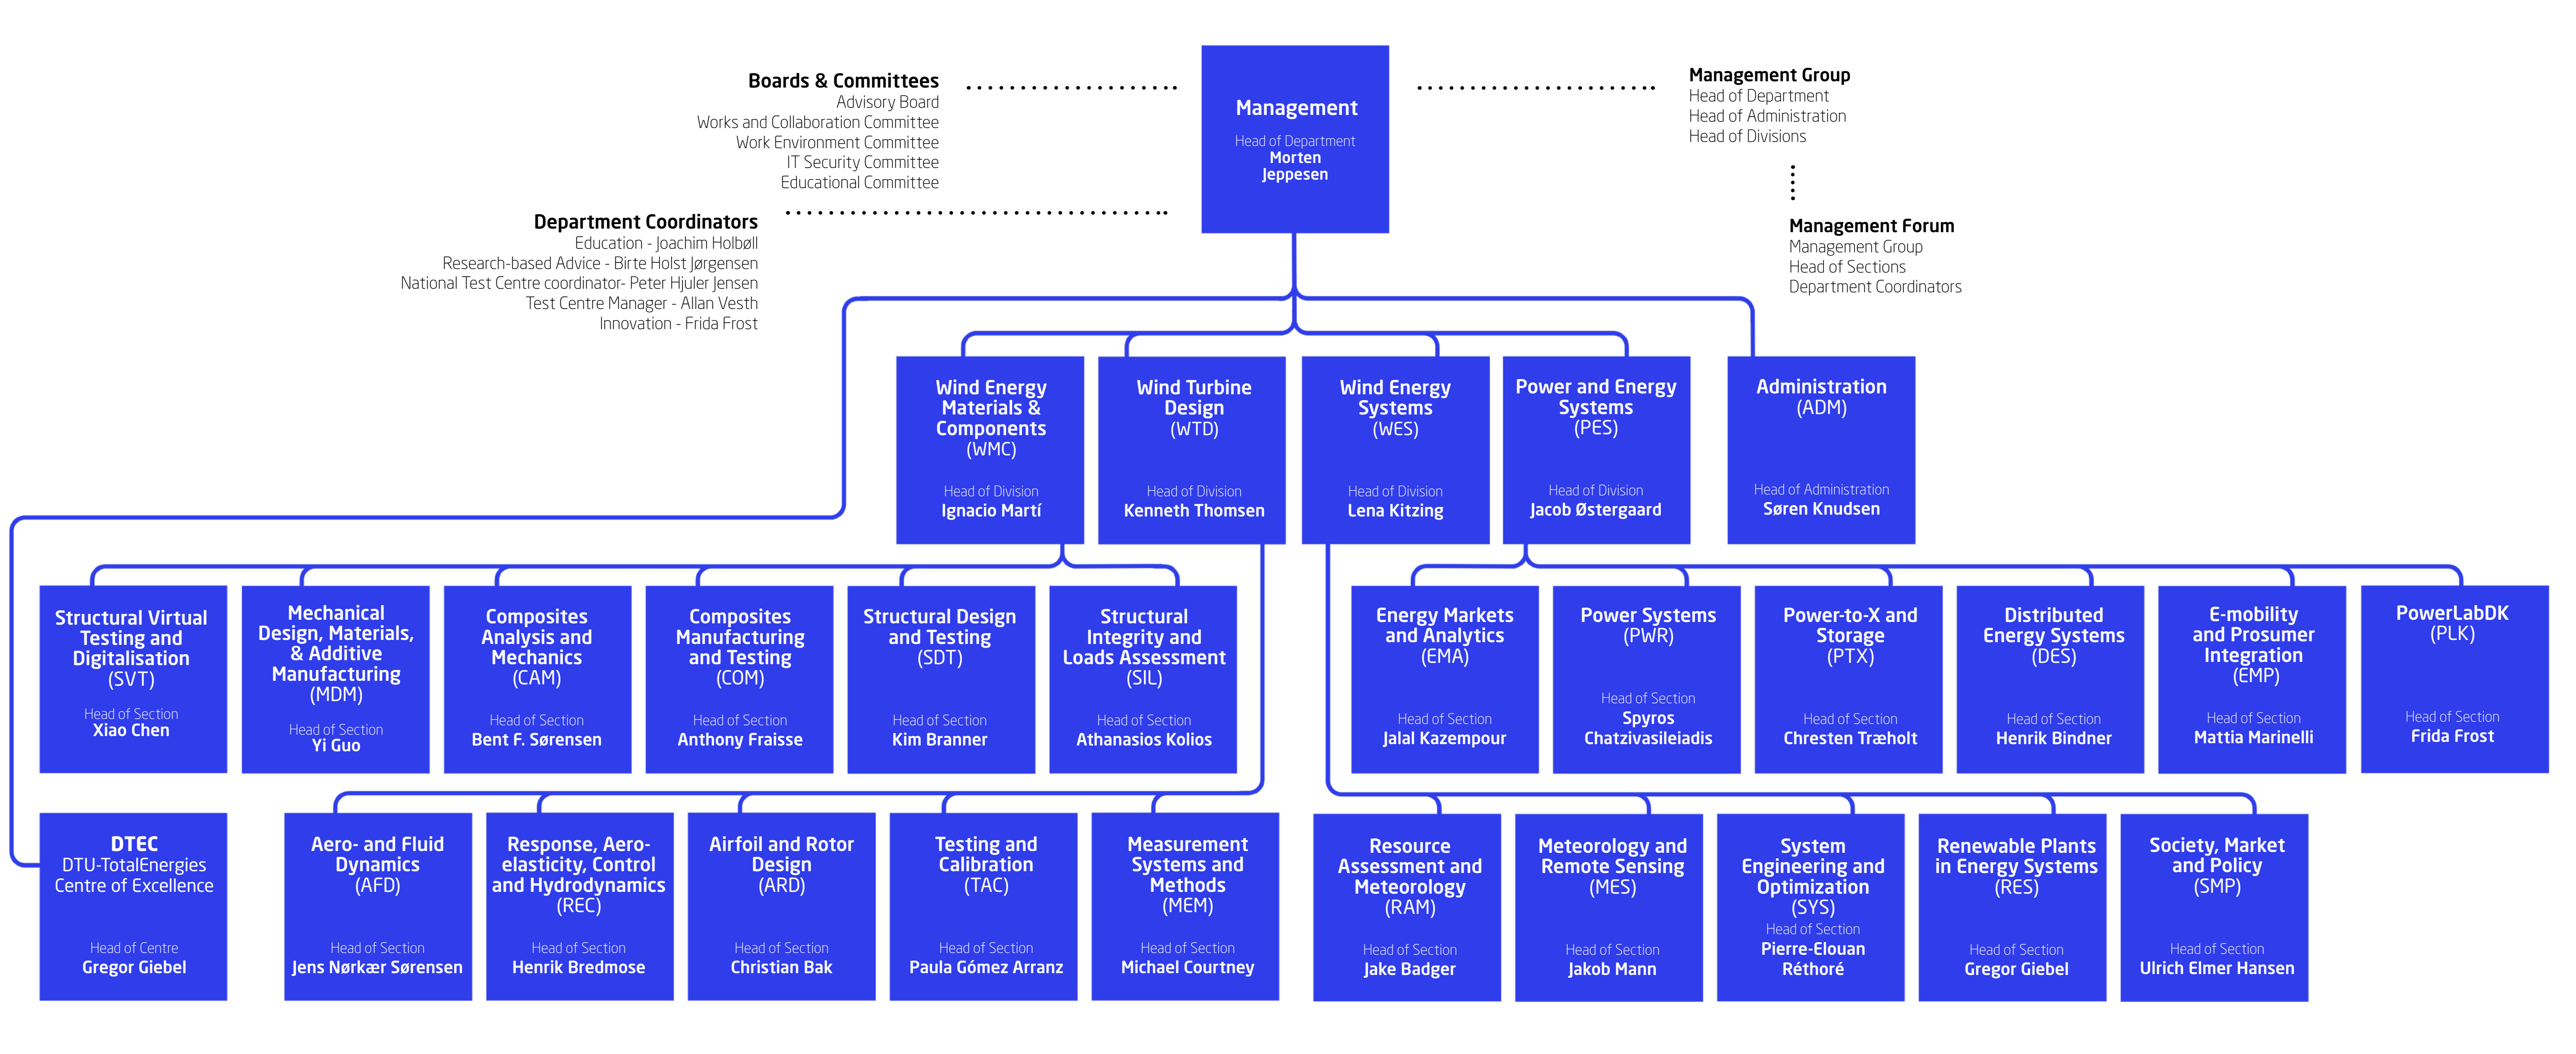 Boards & Committees
Advisory Board
Works and Collaboration Committee
Work Environment Committee
IT Security Committee
Educational Committee
Department Coordinators
Education - Joachim Holbøll
Research-based Advice - Birte Holst Jørgensen
National Test Centre coordinator- Peter Hjuler Jensen
Test Centre Manager - Allan Vesth
Innovation - Frida Frost
Management
Head of Department
Morten
Jeppesen
Management Group
Head of Department
Head of Administration
Head of Divisions
Management Forum
Management Group
Head of Sections
Department Coordinators
Wind Energy
Materials &
Components
(WMC)
Head of Division
Ignacio Martí
Wind Turbine
Design
(WTD)
Head of Division
Kenneth Thomsen
Wind Energy
Systems
(WES)
Head of Division
Lena Kitzing
Power and Energy
Systems
(PES)
Head of Division
Jacob Østergaard
Administration
(ADM)
Head of Administration
Søren Knudsen
Structural Virtual
Testing and
Digitalisation
(SVT)
Head of Section
Xiao Chen
Mechanical
Design, Materials,
& Additive
Manufacturing
(MDM)
Head of Section
Yi Guo
Composites
Analysis and
Mechanics
(CAM)
Head of Section
Bent F. Sørensen
Composites
Manufacturing
and Testing
(COM)
Head of Section
Anthony Fraisse
Structural Design
and Testing
(SDT)
Head of Section
Kim Branner
Structural
Integrity and
Loads Assessment
(SIL)
Head of Section
Athanasios Kolios
Energy Markets
and Analytics
(EMA)
Head of Section
Jalal Kazempour
Power Systems
(PWR)
Head of Section
Spyros
Chatzivasileiadis
Power-to-X and
Storage
(PTX)
Head of Section
Chresten Træholt
Distributed
Energy Systems
(DES)
Head of Section
Henrik Bindner
E-mobility
and Prosumer
Integration
(EMP)
Head of Section
Mattia Marinelli
PowerLabDK
(PLK)
Head of Section
Frida Frost
DTEC
DTU-TotalEnergies
Centre of Excellence
Head of Centre
Gregor Giebel
Aero- and Fluid
Dynamics
(AFD)
Head of Section
Jens Nørkær Sørensen
Response, Aero-
elasticity, Control
and Hydrodynamics
(REC)
Head of Section
Henrik Bredmose
Airfoil and Rotor
Design
(ARD)
Head of Section
Christian Bak
Testing and
Calibration
(TAC)
Head of Section
Paula Gómez Arranz
Measurement
Systems and
Methods
(MEM)
Head of Section
Michael Courtney
Resource
Assessment and
Meteorology
(RAM)
Head of Section
Jake Badger
Meteorology and
Remote Sensing
(MES)
Head of Section
Jakob Mann
System
Engineering and
Optimization
(SYS)
Head of Section
Pierre-Elouan
Réthoré
Renewable Plants
in Energy Systems
(RES)
Head of Section
Gregor Giebel
Society, Market
and Policy
(SMP)
Head of Section
Ulrich Elmer Hansen